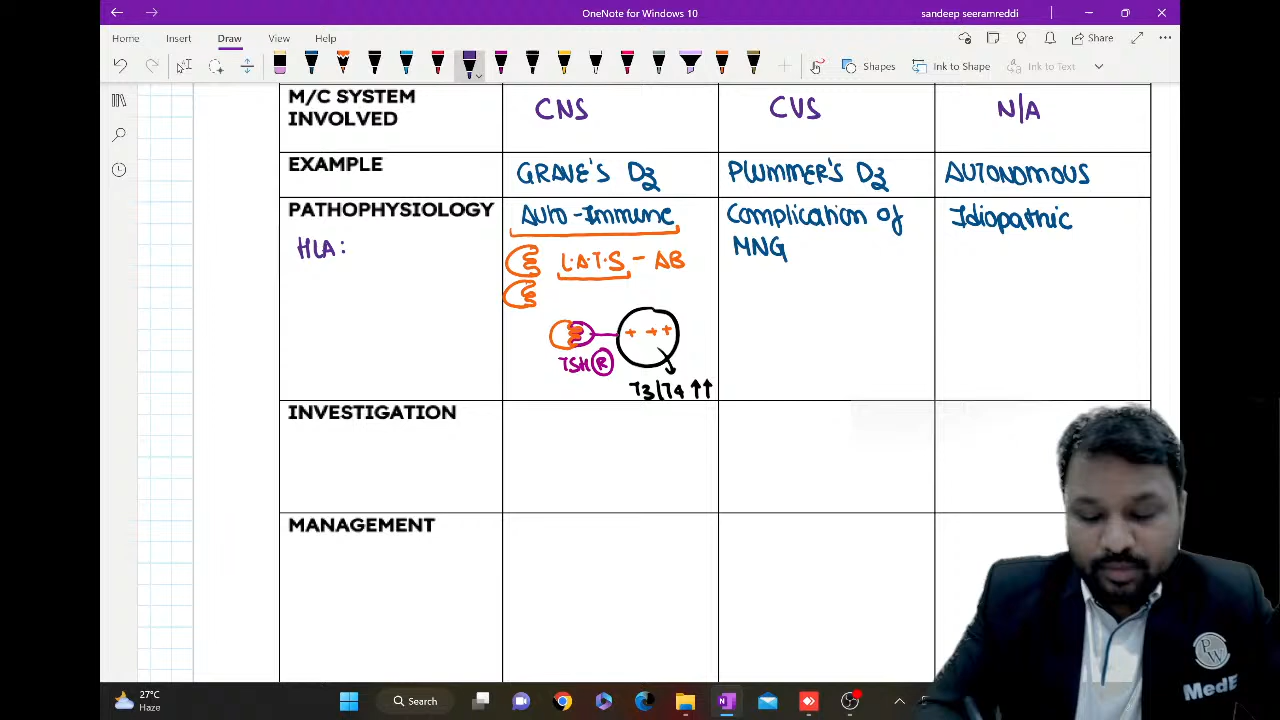 OneNote for Windows 10
sandeep seeramreddi
Home Insert Draw View Help
Share
Shapes
Ink to Shape
Ink to Text
M/C SYSTEM INVOLVED
CNS
CVS
N/A
EXAMPLE
GRAVE'S Dz
PLUMMER'S Dz
AUTONOMOUS
PATHOPHYSIOLOGY
HLA:
AUTO-Immune
L.A.T.S - AB
TSH R
+ + + +
T3/T4 ↑↑
Complication of
MNG
Idiopathic
INVESTIGATION
MANAGEMENT
27°C
Haze
Search
PW
MedE